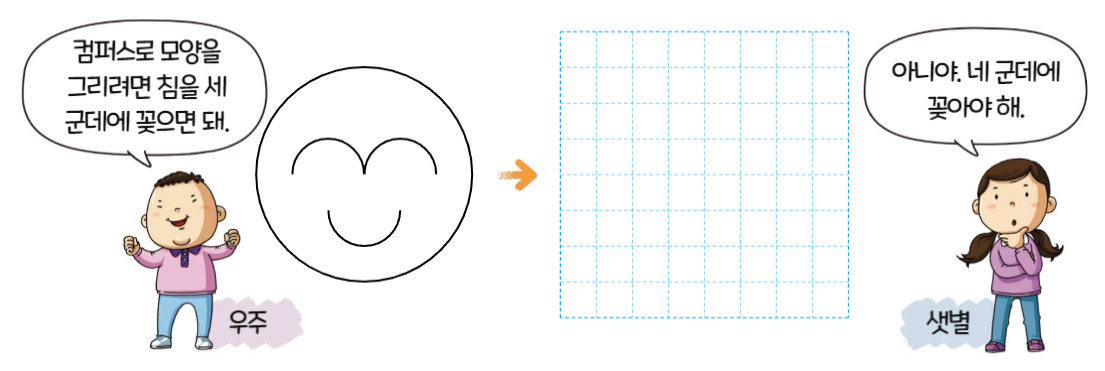 컴퍼스로 모양을
그리려면 침을 세
군데에 꽂으면 돼.
우주
아니야. 네 군데에
꽂아야 해.
샛별